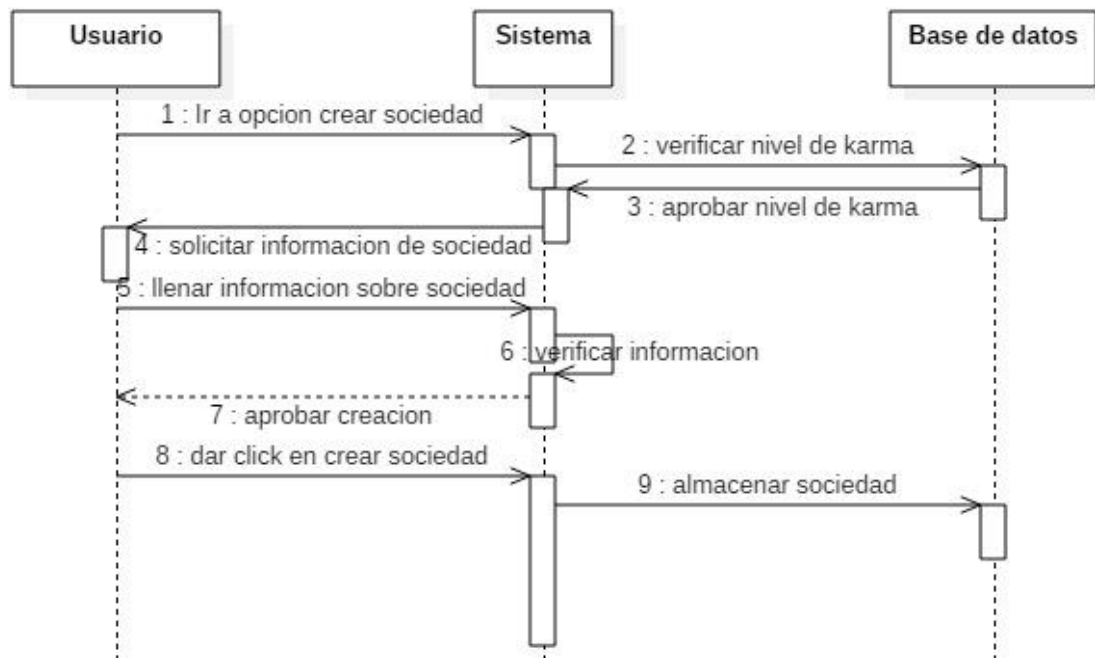 Usuario
Sistema
Base de datos
1 : Ir a opcion crear sociedad
2 : verificar nivel de karma
3 : aprobar nivel de karma
4 : solicitar informacion de sociedad
5 : llenar informacion sobre sociedad
6 : verificar informacion
7 : aprobar creacion
8 : dar click en crear sociedad
9 : almacenar sociedad